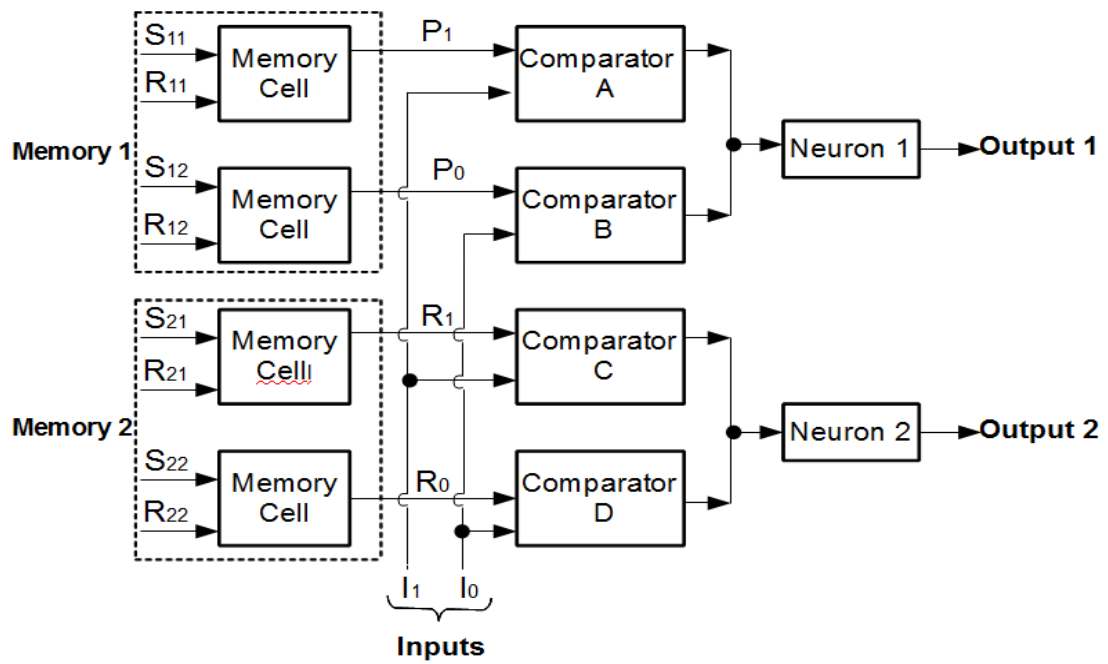 S11
R11
Memory
Cell
P1
Comparator
A
Memory 1
S12
R12
Memory
Cell
P0
Comparator
B
Neuron 1
Output 1
S21
R21
Memory
Celll
R1
Comparator
C
Memory 2
S22
R22
Memory
Cell
R0
Comparator
D
Neuron 2
Output 2
I1 I0
Inputs